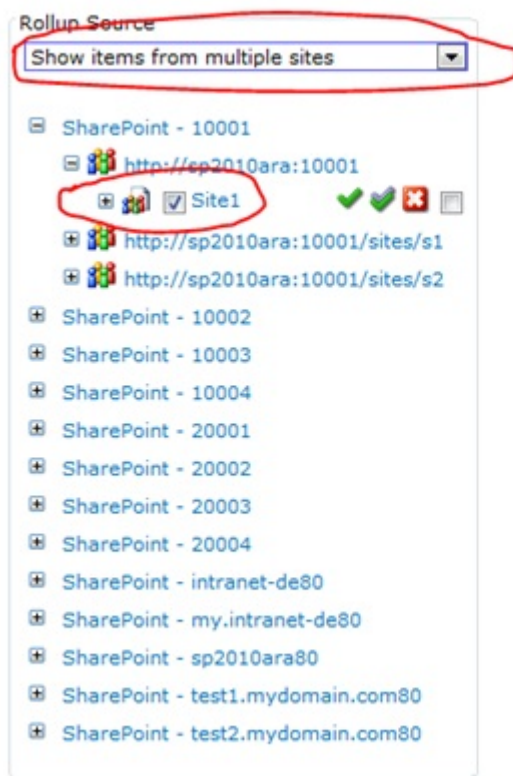 Rollup Source
Show items from multiple sites
SharePoint - 10001
http://sp2010ara:10001
Site1
http://sp2010ara:10001/sites/s1
http://sp2010ara:10001/sites/s2
SharePoint - 10002
SharePoint - 10003
SharePoint - 10004
SharePoint - 20001
SharePoint - 20002
SharePoint - 20003
SharePoint - 20004
SharePoint - intranet-de80
SharePoint - my.intranet-de80
SharePoint - sp2010ara80
SharePoint - test1.mydomain.com80
SharePoint - test2.mydomain.com80